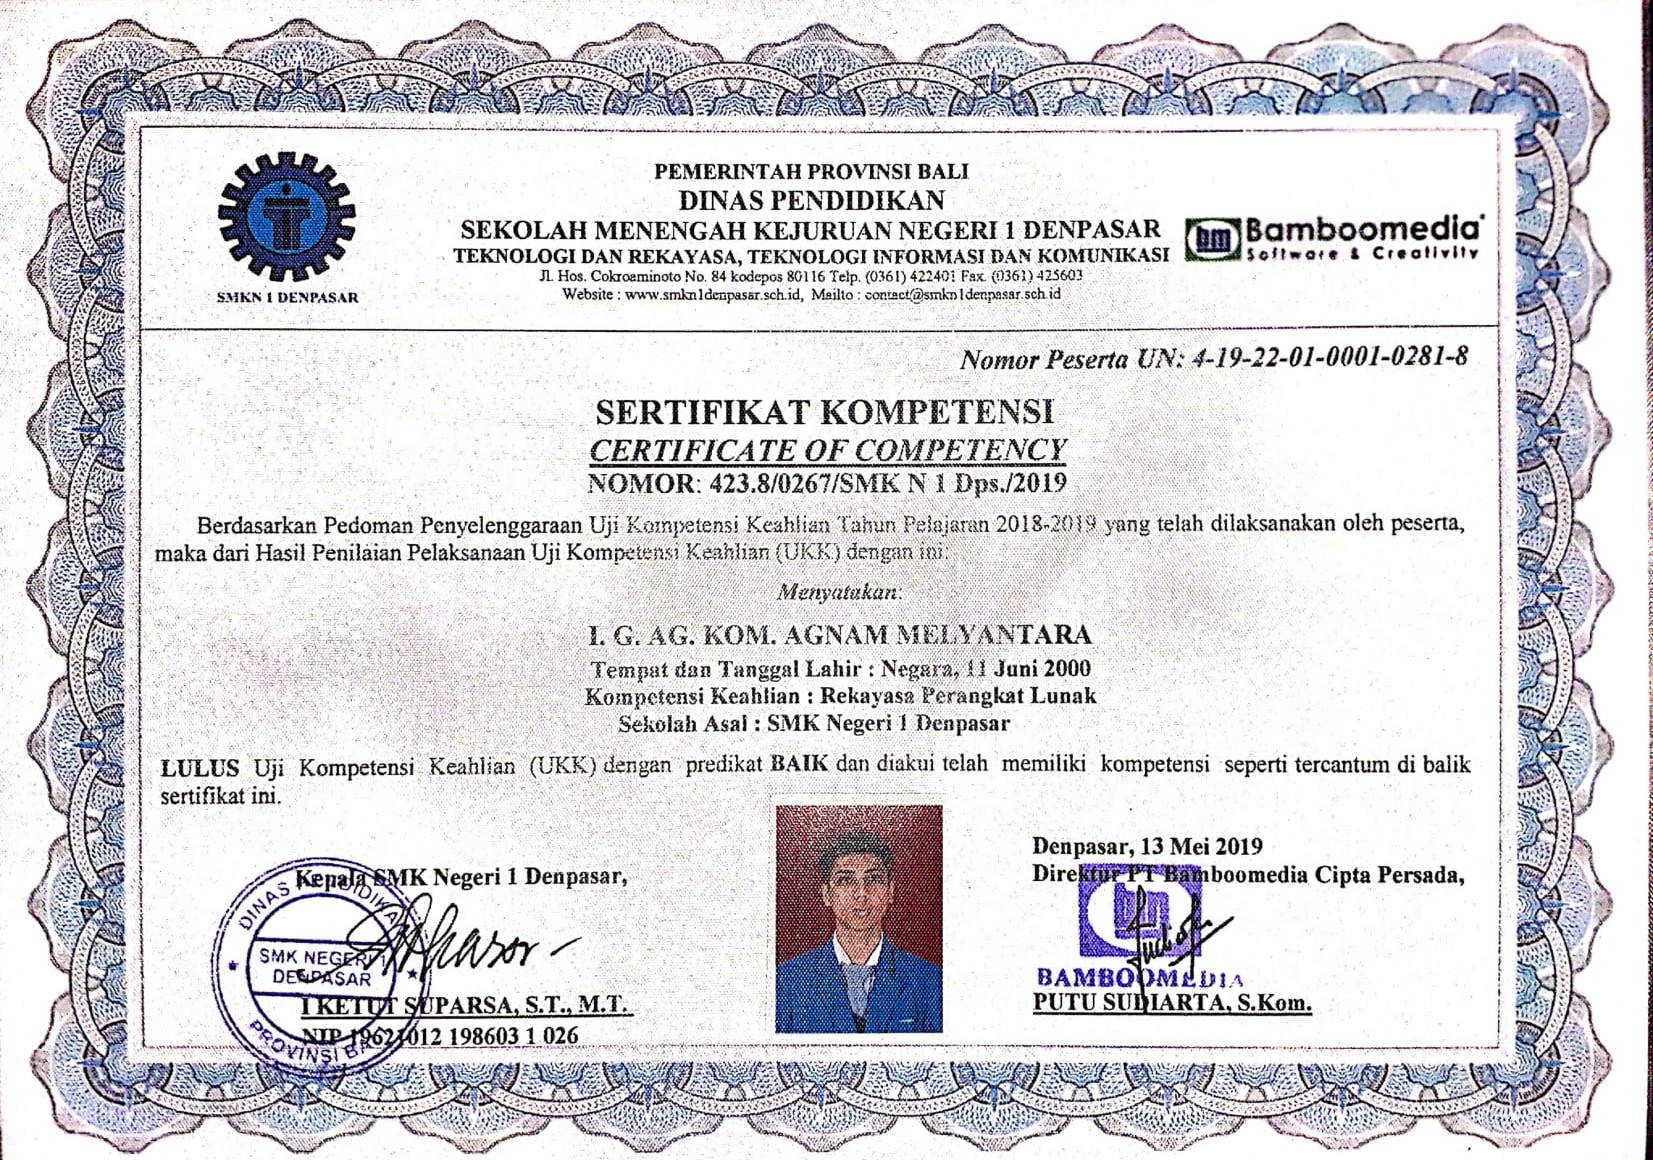 PEMERINTAH PROVINSI BALI
DINAS PENDIDIKAN
SEKOLAH MENENGAH KEJURUAN NEGERI 1 DENPASAR
TEKNOLOGI DAN REKAYASA, TEKNOLOGI INFORMASI DAN KOMUNIKASI
Jl. Hos. Cokroaminoto No. 84 kodepos 80116 Telp. (0361) 422401 Fax. (0361) 425603
Website : www.smkn1denpasar.sch.id, Mailto : contact@smkn1denpasar.sch.id
SMKN 1 DENPASAR
bm Bamboomedia
Software & Creativity
Nomor Peserta UN: 4-19-22-01-0001-0281-8
SERTIFIKAT KOMPETENSI
CERTIFICATE OF COMPETENCY
NOMOR: 423.8/0267/SMK N 1 Dps./2019
Berdasarkan Pedoman Penyelenggaraan Uji Kompetensi Keahlian Tahun Pelajaran 2018-2019 yang telah dilaksanakan oleh peserta,
maka dari Hasil Penilaian Pelaksanaan Uji Kompetensi Keahlian (UKK) dengan ini:
Menyatakan:
I. G. AG. KOM. AGNAM MELYANTARA
Tempat dan Tanggal Lahir : Negara, 11 Juni 2000
Kompetensi Keahlian : Rekayasa Perangkat Lunak
Sekolah Asal : SMK Negeri 1 Denpasar
LULUS Uji Kompetensi Keahlian (UKK) dengan predikat BAIK dan diakui telah memiliki kompetensi seperti tercantum di balik
sertifikat ini.
Kepala SMK Negeri 1 Denpasar,
DINAS PENDIDIKAN
SMK NEGERI 1
DENPASAR
PROVINSI BALI
I KETUT SUPARSA, S.T., M.T.
NIP 19621012 198603 1 026
Denpasar, 13 Mei 2019
Direktur PT Bamboomedia Cipta Persada,
bm
BAMBOOMEDIA
PUTU SUDIARTA, S.Kom.